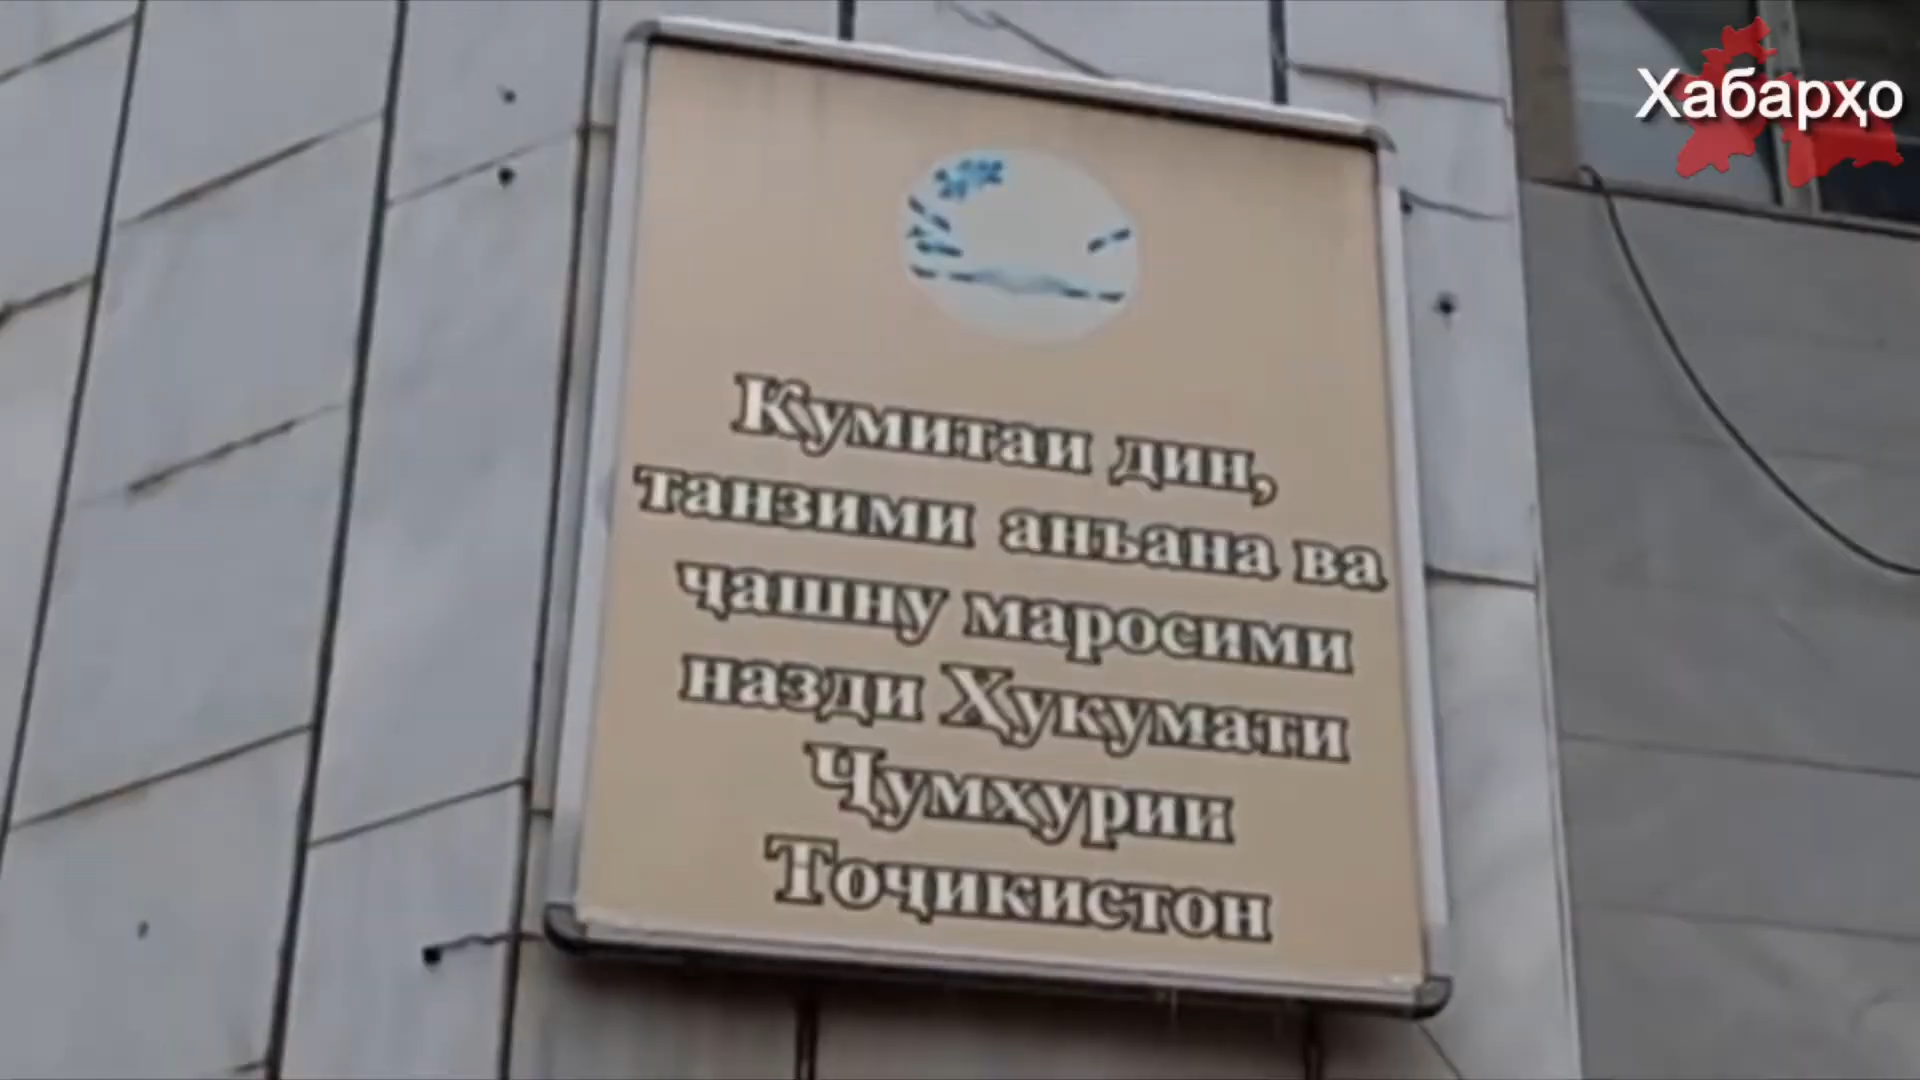 Хабарҳо
Кумитаи дин,
танзими анъана ва
ҷашну маросими
назди Ҳукумати
Ҷумҳурии
Тоҷикистон